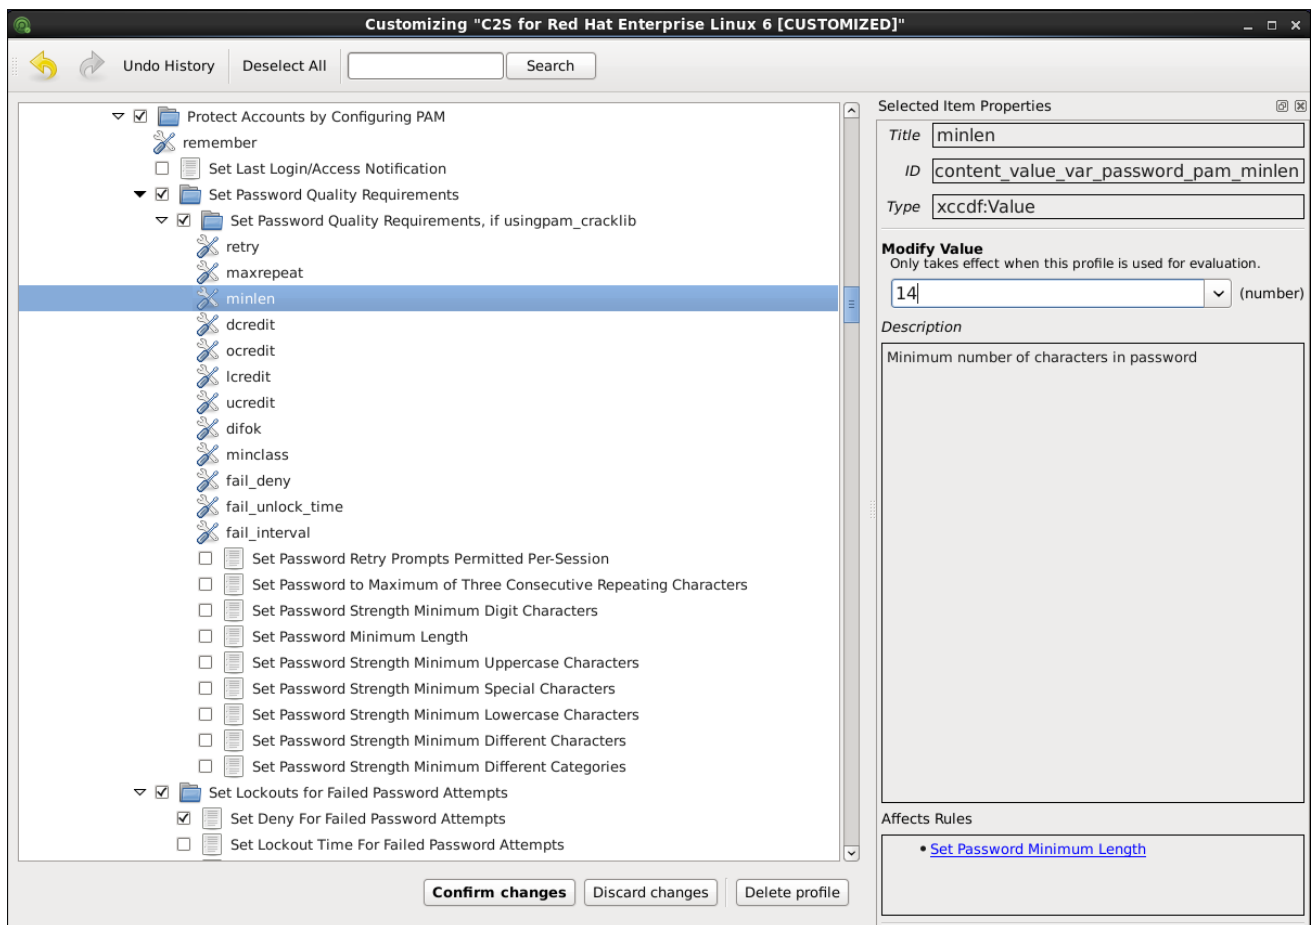 Customizing "C2S for Red Hat Enterprise Linux 6 [CUSTOMIZED]"
Undo History Deselect All Search
Protect Accounts by Configuring PAM
remember
Set Last Login/Access Notification
Set Password Quality Requirements
Set Password Quality Requirements, if usingpam_cracklib
retry
maxrepeat
minlen
dcredit
ocredit
lcredit
ucredit
difok
minclass
fail_deny
fail_unlock_time
fail_interval
Set Password Retry Prompts Permitted Per-Session
Set Password to Maximum of Three Consecutive Repeating Characters
Set Password Strength Minimum Digit Characters
Set Password Minimum Length
Set Password Strength Minimum Uppercase Characters
Set Password Strength Minimum Special Characters
Set Password Strength Minimum Lowercase Characters
Set Password Strength Minimum Different Characters
Set Password Strength Minimum Different Categories
Set Lockouts for Failed Password Attempts
Set Deny For Failed Password Attempts
Set Lockout Time For Failed Password Attempts
Confirm changes Discard changes Delete profile
Selected Item Properties
Title minlen
ID content_value_var_password_pam_minlen
Type xccdf:Value
Modify Value
Only takes effect when this profile is used for evaluation.
14 (number)
Description
Minimum number of characters in password
Affects Rules
• Set Password Minimum Length